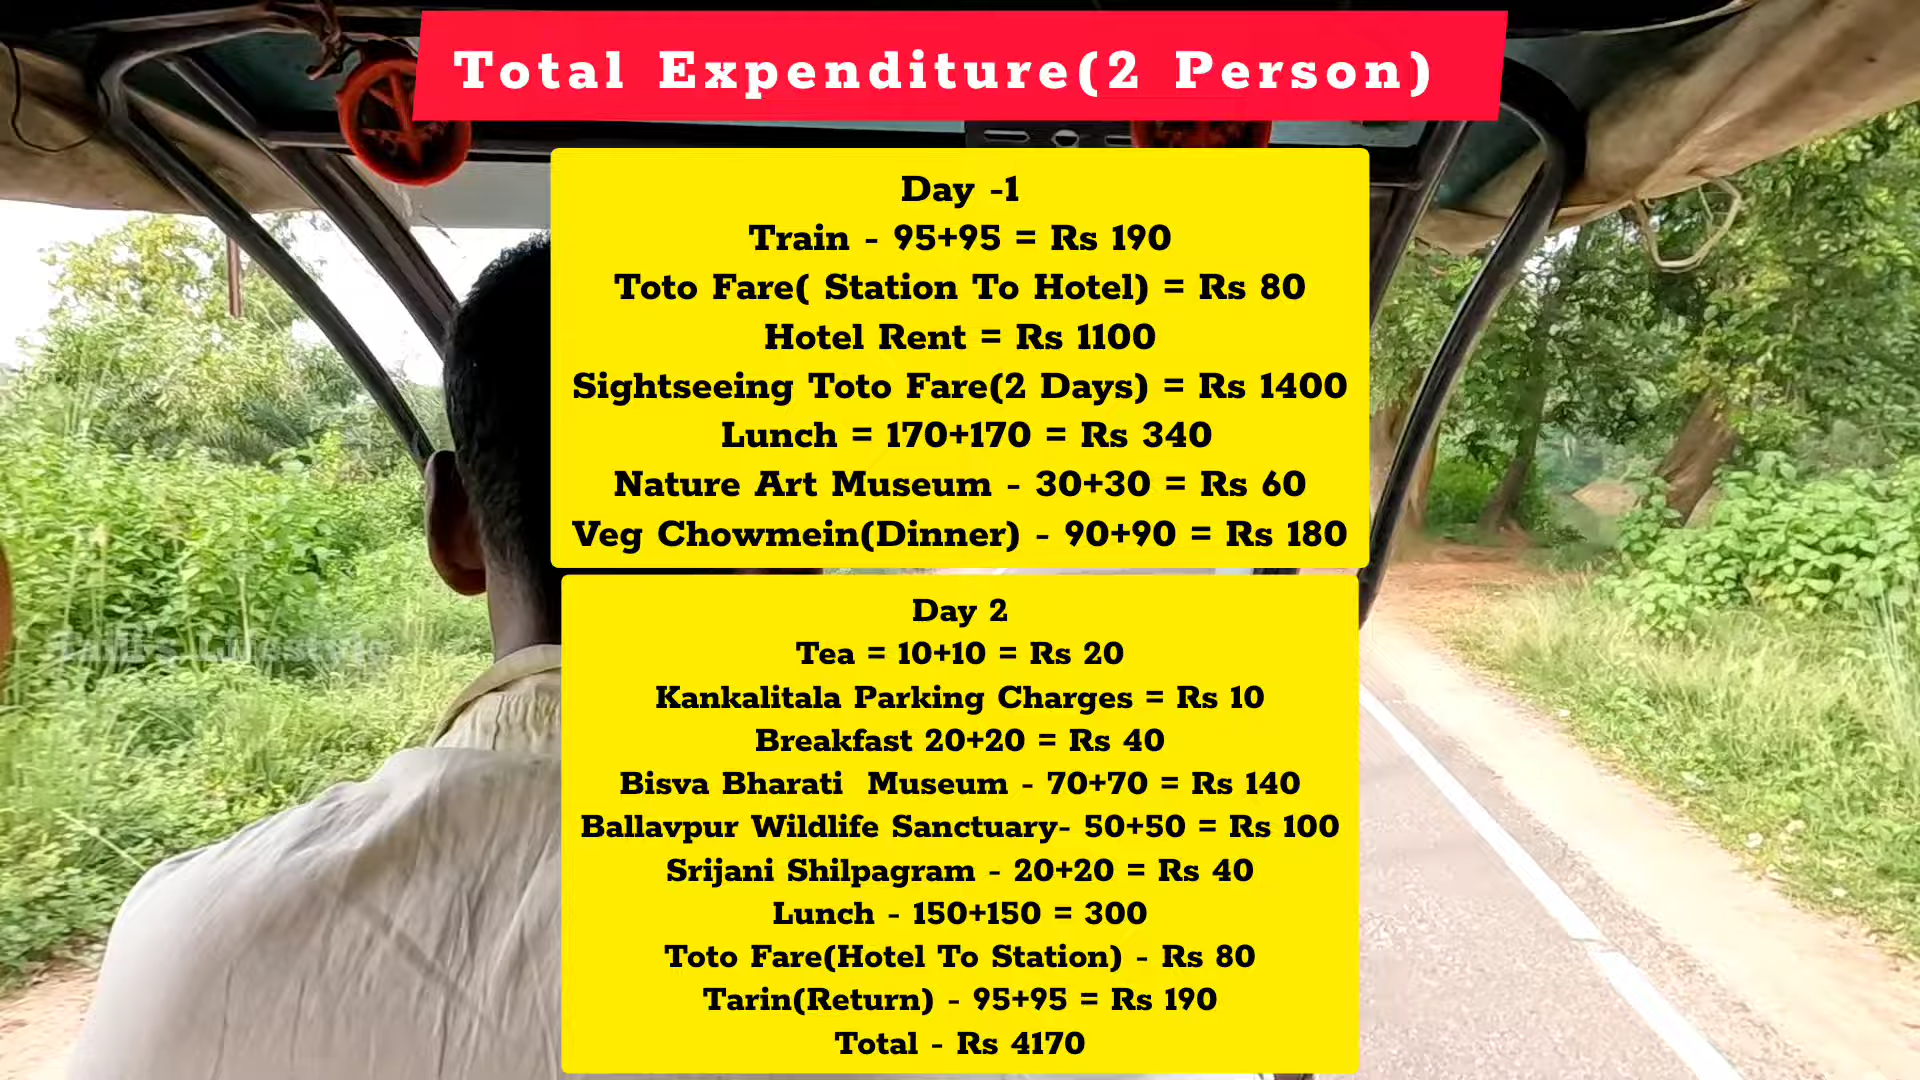 Total Expenditure(2 Person)
Day -1
Train - 95+95 = Rs 190
Toto Fare( Station To Hotel) = Rs 80
Hotel Rent = Rs 1100
Sightseeing Toto Fare(2 Days) = Rs 1400
Lunch = 170+170 = Rs 340
Nature Art Museum - 30+30 = Rs 60
Veg Chowmein(Dinner) - 90+90 = Rs 180
Day 2
Tea = 10+10 = Rs 20
Kankalitala Parking Charges = Rs 10
Breakfast 20+20 = Rs 40
Bisva Bharati  Museum - 70+70 = Rs 140
Ballavpur Wildlife Sanctuary- 50+50 = Rs 100
Srijani Shilpagram - 20+20 = Rs 40
Lunch - 150+150 = 300
Toto Fare(Hotel To Station) - Rs 80
Tarin(Return) - 95+95 = Rs 190
Total - Rs 4170